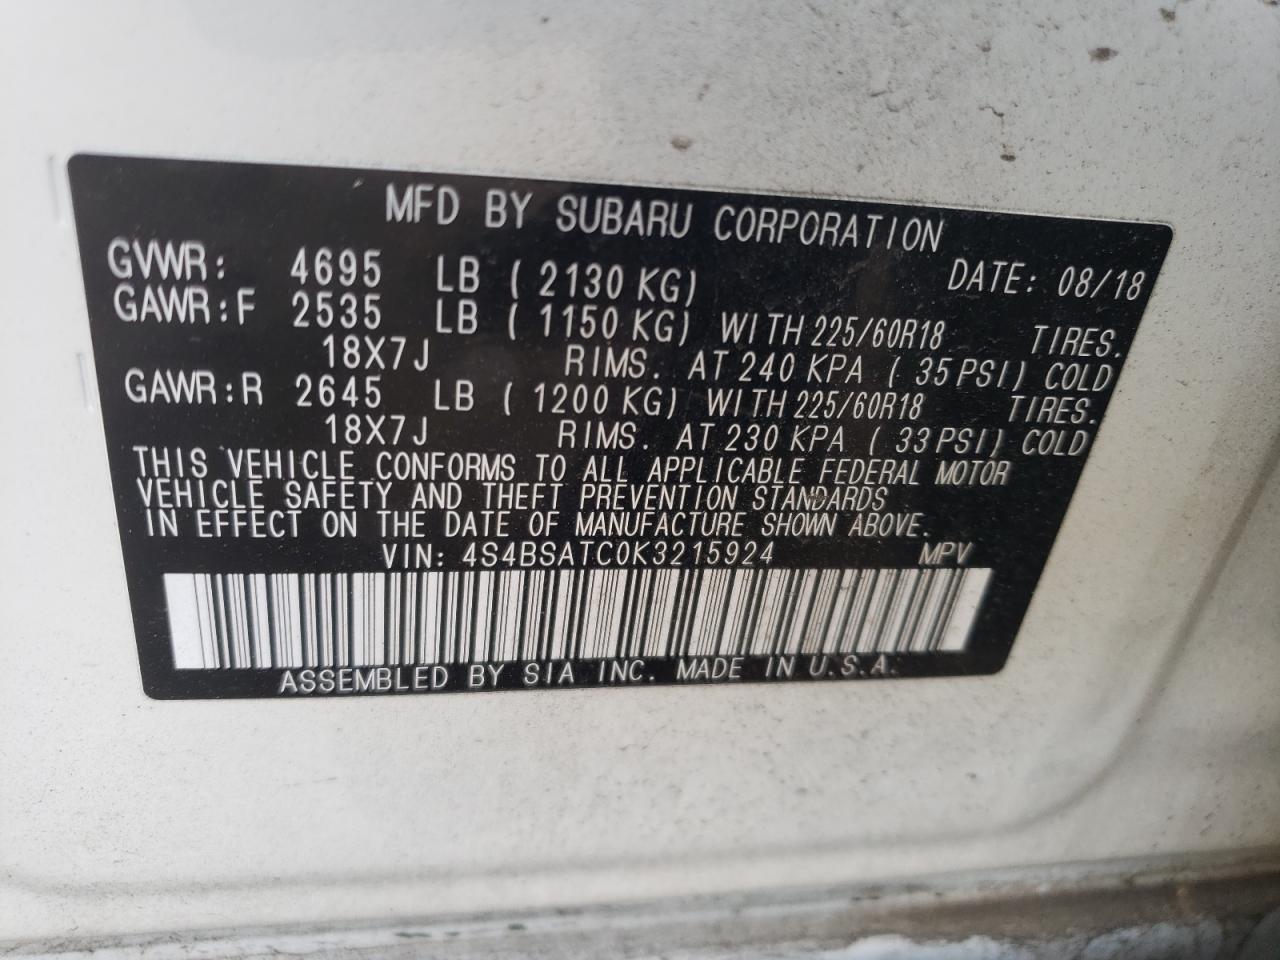 MFD BY SUBARU CORPORATION
GVWR: 4695 LB ( 2130 KG) DATE: 08/18
GAWR:F 2535 LB ( 1150 KG) WITH 225/60R18 TIRES.
18X7J RIMS. AT 240 KPA ( 35 PSI) COLD
GAWR:R 2645 LB ( 1200 KG) WITH 225/60R18 TIRES.
18X7J RIMS. AT 230 KPA ( 33 PSI) COLD
THIS VEHICLE CONFORMS TO ALL APPLICABLE FEDERAL MOTOR
VEHICLE SAFETY AND THEFT PREVENTION STANDARDS
IN EFFECT ON THE DATE OF MANUFACTURE SHOWN ABOVE.
VIN: 4S4BSATC0K3215924 MPV
ASSEMBLED BY SIA INC. MADE IN U.S.A.